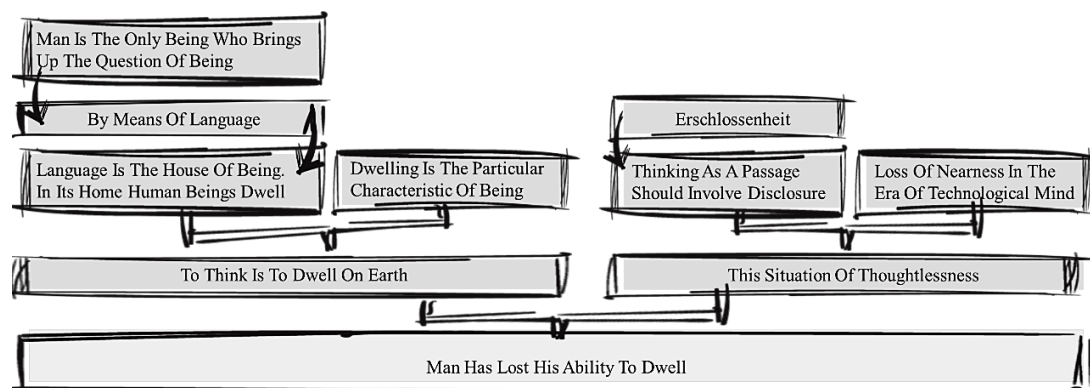 Man Is The Only Being Who Brings
Up The Question Of Being
By Means Of Language
Erschlossenheit
Language Is The House Of Being.
In Its Home Human Beings Dwell
Dwelling Is The Particular
Characteristic Of Being
Thinking As A Passage
Should Involve Disclosure
Loss Of Nearness In The
Era Of Technological Mind
To Think Is To Dwell On Earth
This Situation Of Thoughtlessness
Man Has Lost His Ability To Dwell